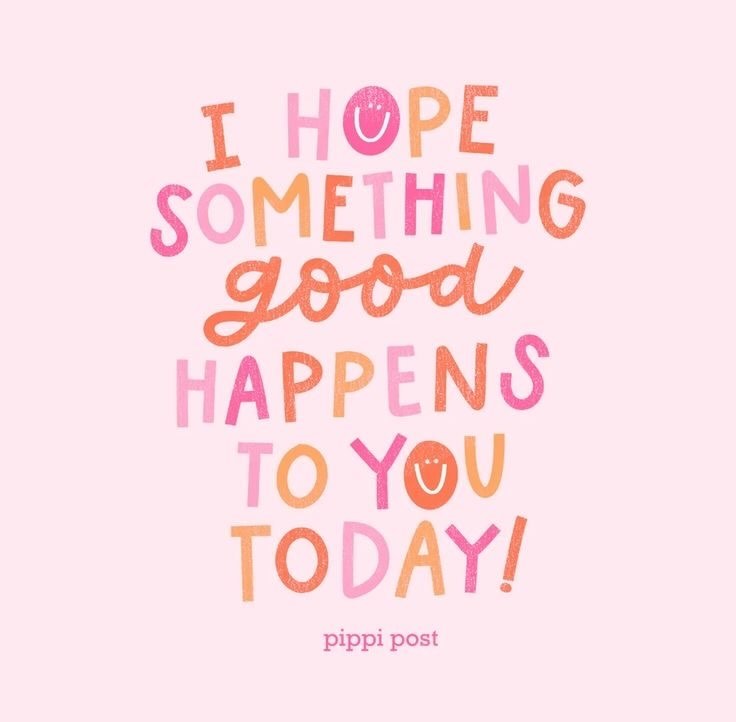 I HOPE
SOMETHING
good
HAPPENS
TO YOU
TODAY!
pippi post